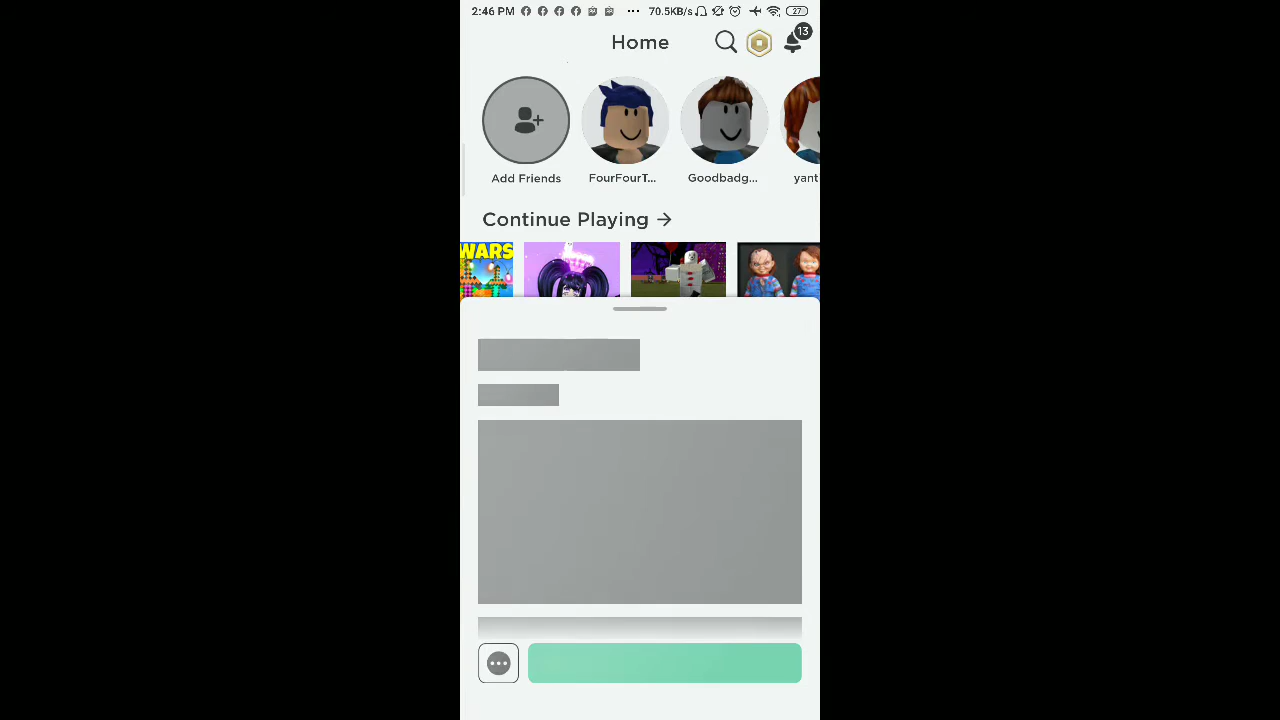 2:46 PM ... 70.5KB/s 27
Home
13
Add Friends
FourFourT...
Goodbadg...
yant
Continue Playing →
WARS